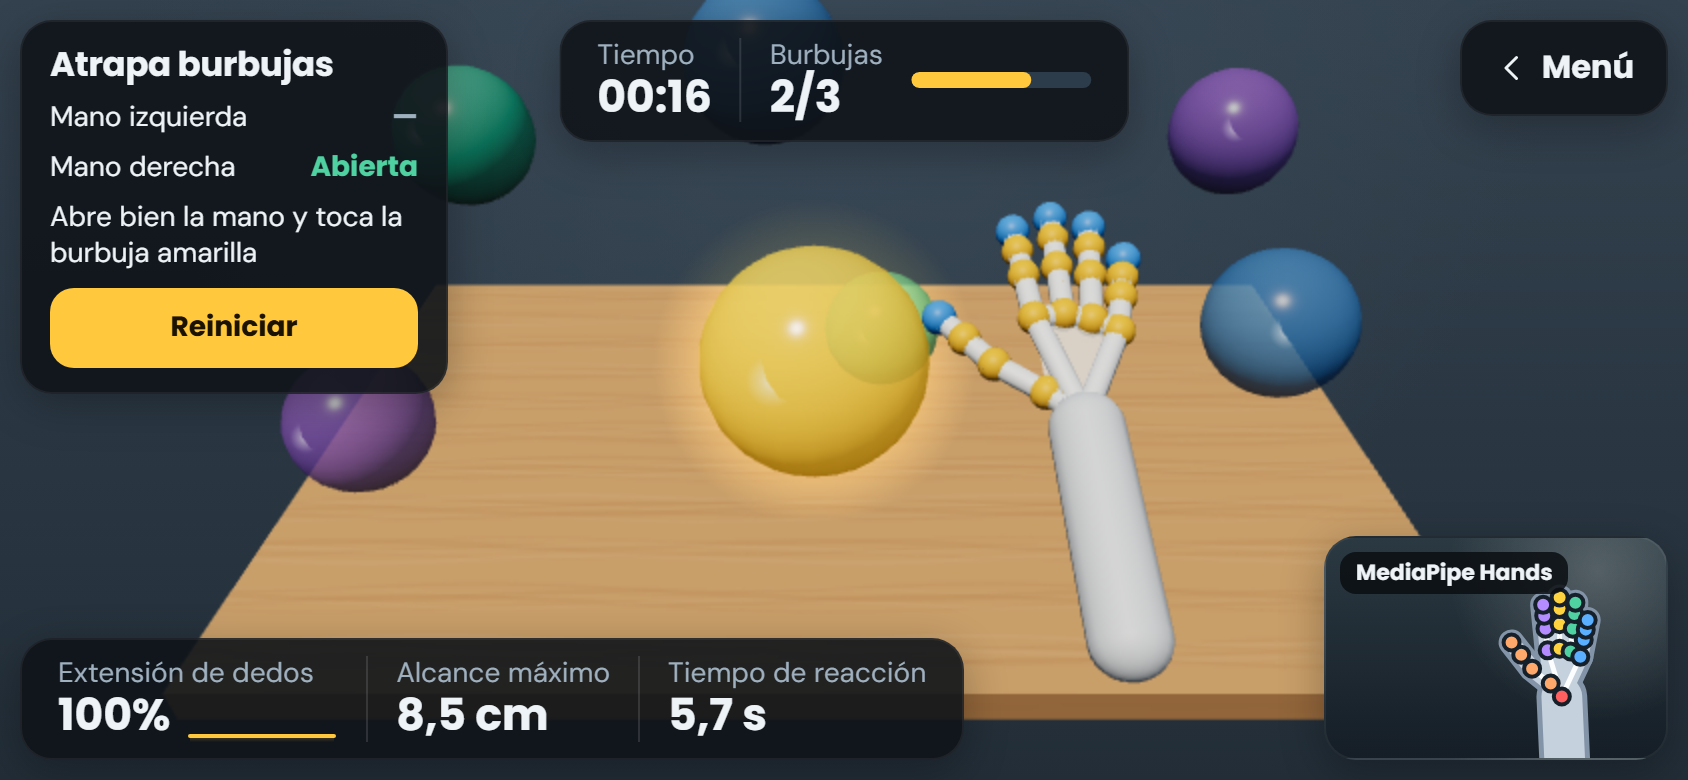 Atrapa burbujas
Mano izquierda –
Mano derecha Abierta
Abre bien la mano y toca la
burbuja amarilla
Reiniciar
Tiempo
00:16
Burbujas
2/3
Menú
MediaPipe Hands
Extensión de dedos
100%
Alcance máximo
8,5 cm
Tiempo de reacción
5,7 s